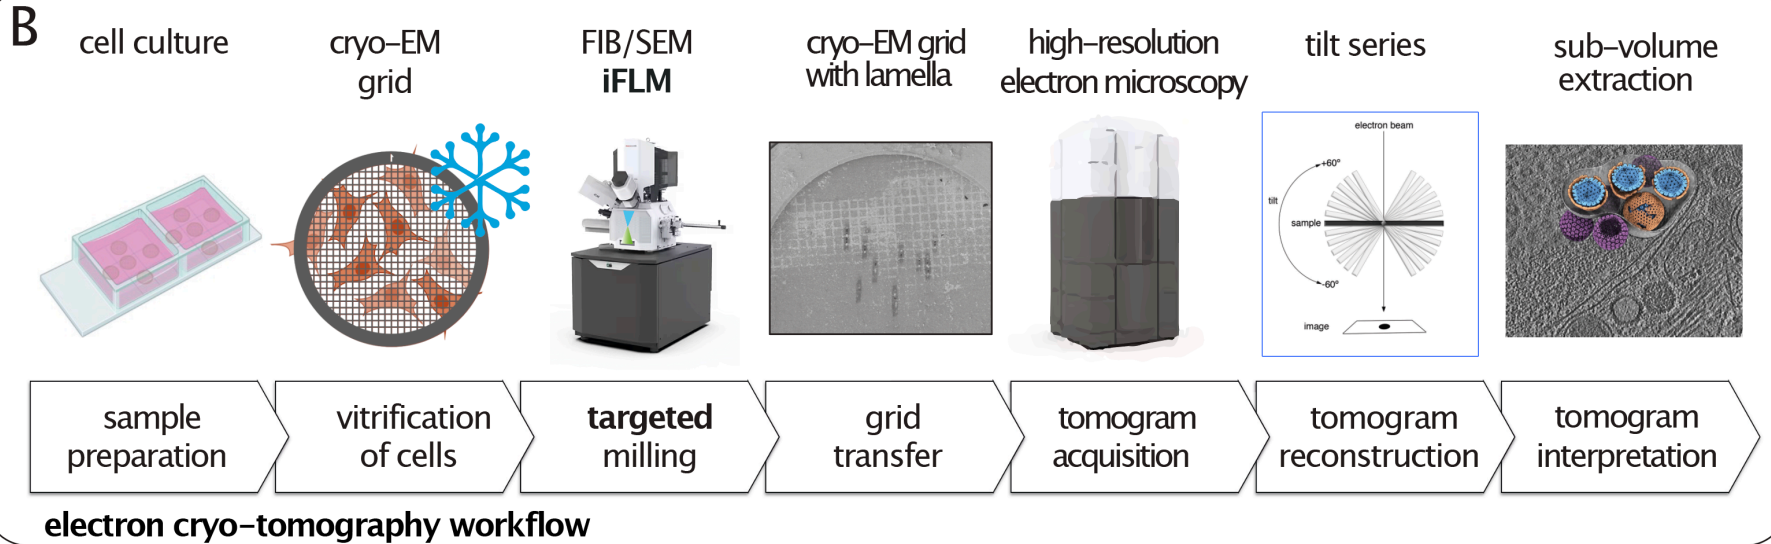 B
cell culture
cryo-EM
grid
FIB/SEM
iFLM
cryo-EM grid
with lamella
high-resolution
electron microscopy
tilt series
sub-volume
extraction
electron beam
+60°
tilt
sample
-60°
image
sample
preparation
vitrification
of cells
targeted
milling
grid
transfer
tomogram
acquisition
tomogram
reconstruction
tomogram
interpretation
electron cryo-tomography workflow